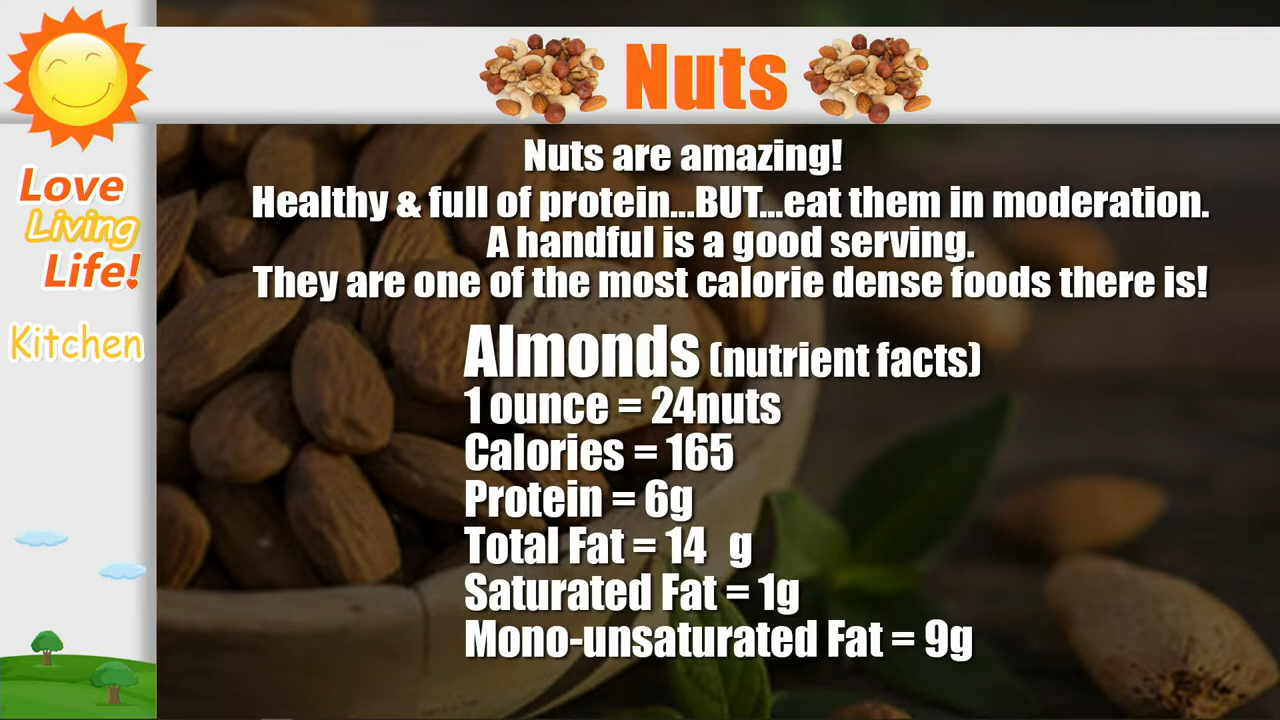 Nuts
Love
Living
Life!
Kitchen
Nuts are amazing!
Healthy & full of protein...BUT...eat them in moderation.
A handful is a good serving.
They are one of the most calorie dense foods there is!
Almonds (nutrient facts)
1 ounce = 24nuts
Calories = 165
Protein = 6g
Total Fat = 14 g
Saturated Fat = 1g
Mono-unsaturated Fat = 9g